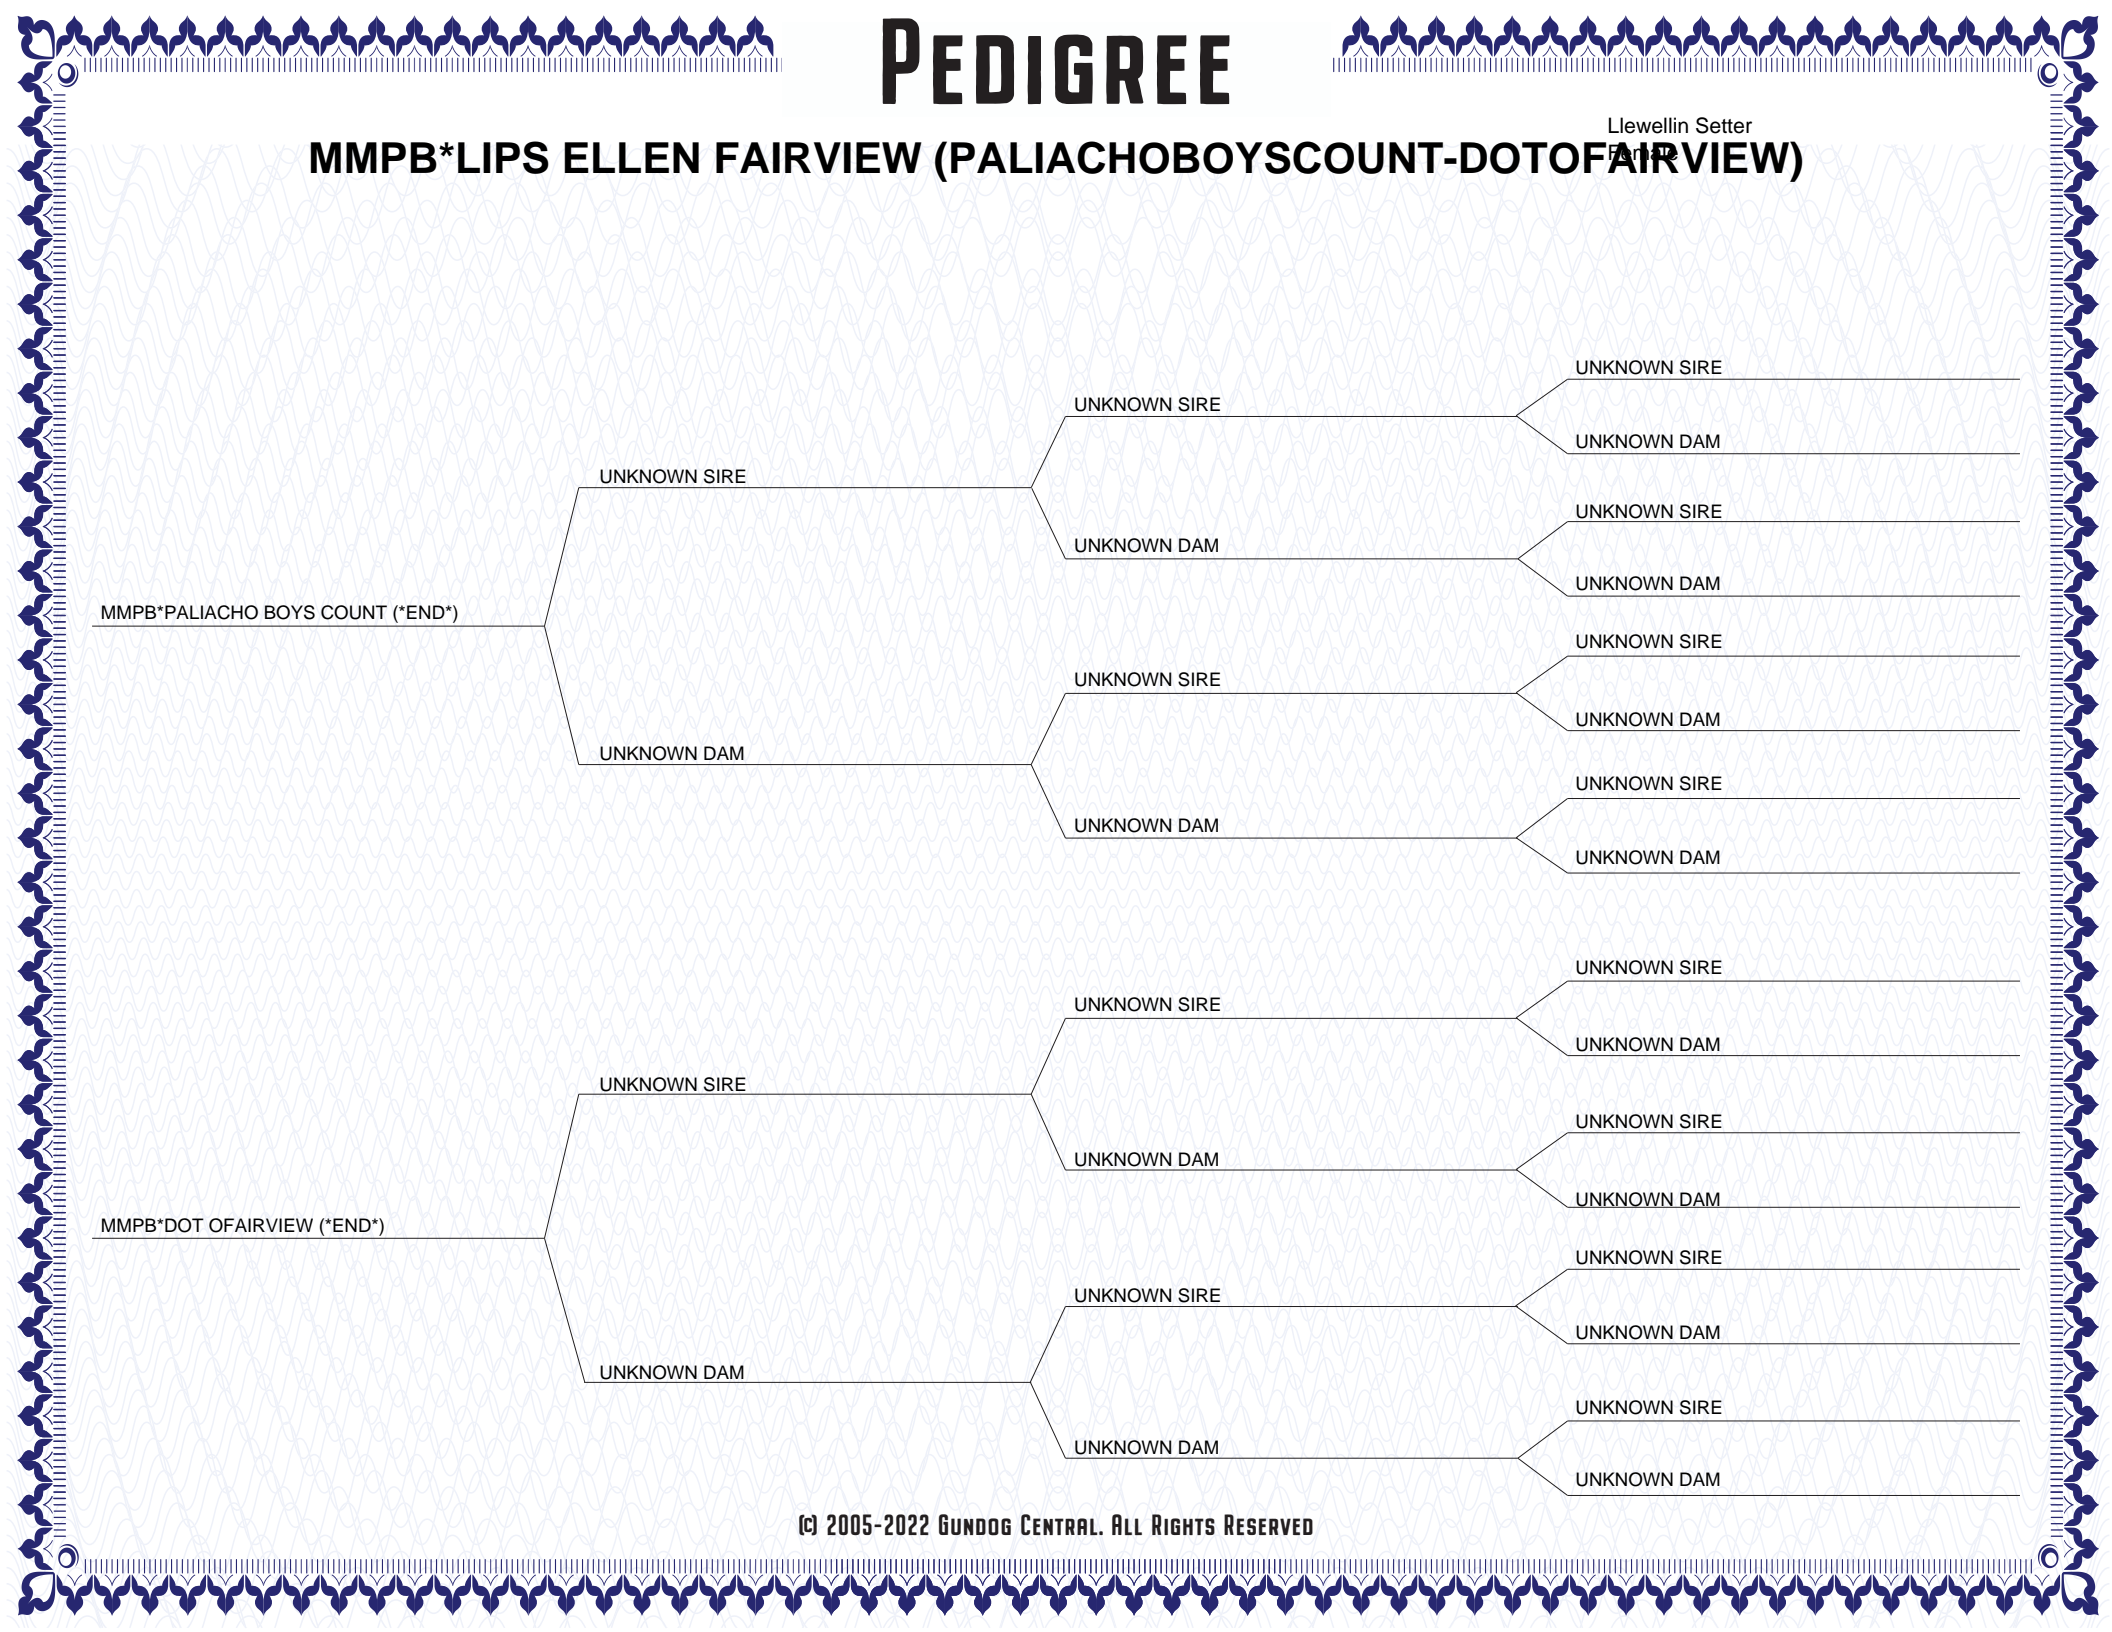 PEDIGREE
Llewellin Setter
Female
MMPB*LIPS ELLEN FAIRVIEW (PALIACHOBOYSCOUNT-DOTOFAIRVIEW)
UNKNOWN SIRE
UNKNOWN SIRE
UNKNOWN DAM
UNKNOWN SIRE
UNKNOWN SIRE
UNKNOWN DAM
UNKNOWN DAM
MMPB*PALIACHO BOYS COUNT (*END*)
UNKNOWN SIRE
UNKNOWN SIRE
UNKNOWN DAM
UNKNOWN DAM
UNKNOWN SIRE
UNKNOWN DAM
UNKNOWN DAM
UNKNOWN SIRE
UNKNOWN SIRE
UNKNOWN DAM
UNKNOWN SIRE
UNKNOWN SIRE
UNKNOWN DAM
UNKNOWN DAM
MMPB*DOT OFAIRVIEW (*END*)
UNKNOWN SIRE
UNKNOWN SIRE
UNKNOWN DAM
UNKNOWN DAM
UNKNOWN SIRE
UNKNOWN DAM
UNKNOWN DAM
(C) 2005-2022 GUNDOG CENTRAL. ALL RIGHTS RESERVED